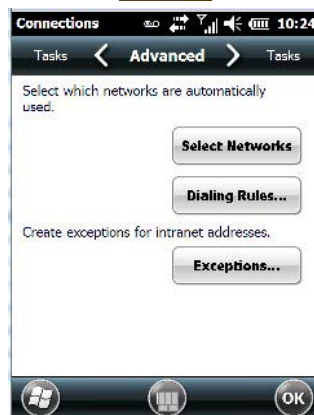 Connections 10:24
Tasks Advanced Tasks
Select which networks are automatically
used.
Select Networks
Dialing Rules...
Create exceptions for intranet addresses.
Exceptions...
OK